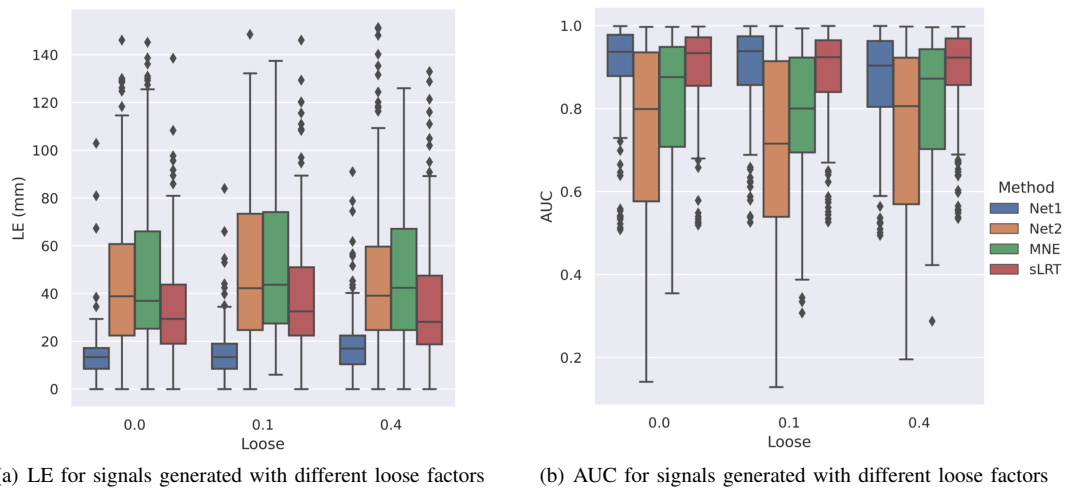 140
120
100
80
60
40
20
0
LE (mm)
0.0 0.1 0.4
Loose
1.0
0.8
0.6
0.4
0.2
AUC
0.0 0.1 0.4
Loose
Method
Net1
Net2
MNE
sLRT
a) LE for signals generated with different loose factors
(b) AUC for signals generated with different loose factors